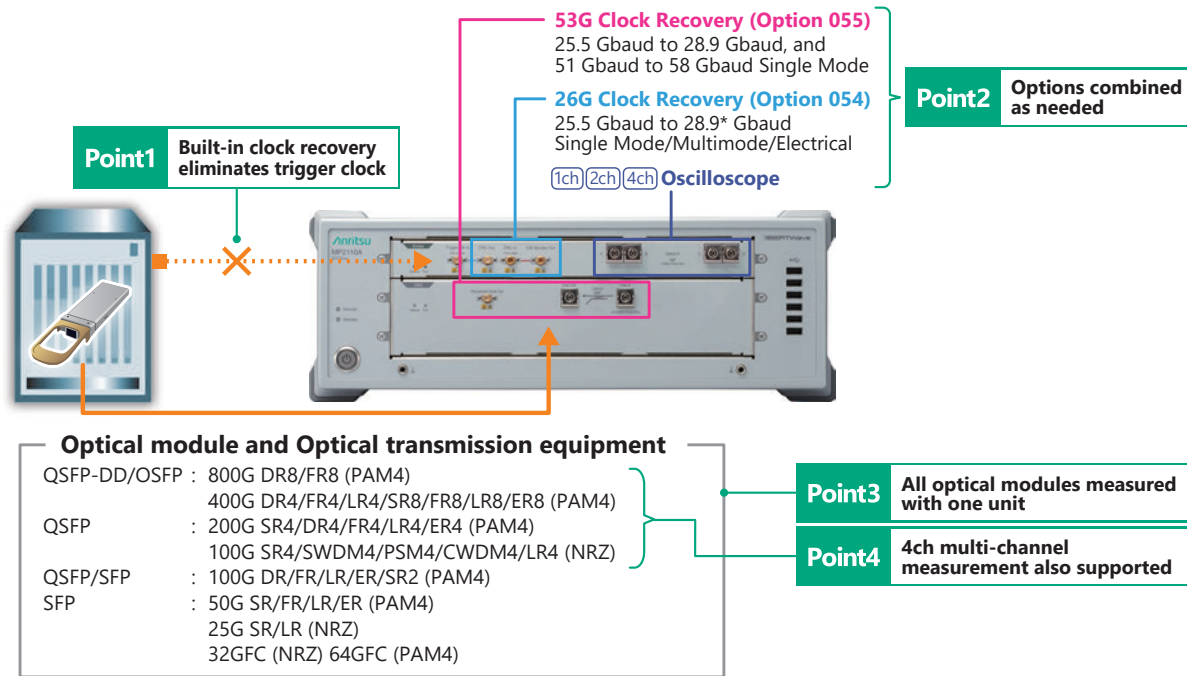 53G Clock Recovery (Option 055)
25.5 Gbaud to 28.9 Gbaud, and
51 Gbaud to 58 Gbaud Single Mode
26G Clock Recovery (Option 054)
25.5 Gbaud to 28.9* Gbaud
Single Mode/Multimode/Electrical
1ch 2ch 4ch Oscilloscope
Point2 Options combined
as needed
Point1 Built-in clock recovery
eliminates trigger clock
Anritsu
MP2110A
Optical module and Optical transmission equipment
QSFP-DD/OSFP : 800G DR8/FR8 (PAM4)
400G DR4/FR4/LR4/SR8/FR8/LR8/ER8 (PAM4)
QSFP : 200G SR4/DR4/FR4/LR4/ER4 (PAM4)
100G SR4/SWDM4/PSM4/CWDM4/LR4 (NRZ)
QSFP/SFP : 100G DR/FR/LR/ER/SR2 (PAM4)
SFP : 50G SR/FR/LR/ER (PAM4)
25G SR/LR (NRZ)
32GFC (NRZ) 64GFC (PAM4)
Point3 All optical modules measured
with one unit
Point4 4ch multi-channel
measurement also supported